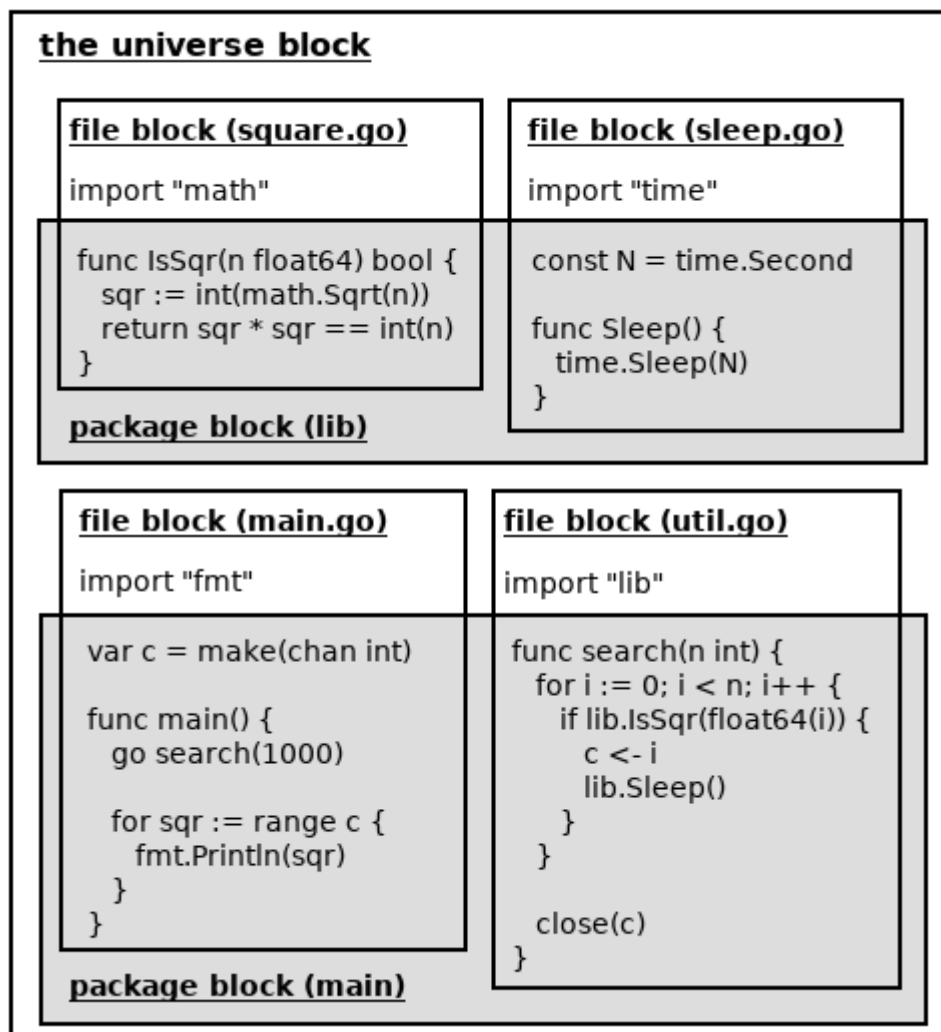 the universe block
file block (square.go)
import "math"
func IsSqr(n float64) bool {
sqr := int(math.Sqrt(n))
return sqr * sqr == int(n)
}
file block (sleep.go)
import "time"
const N = time.Second
func Sleep() {
time.Sleep(N)
}
package block (lib)
file block (main.go)
import "fmt"
var c = make(chan int)
func main() {
go search(1000)
for sqr := range c {
fmt.Println(sqr)
}
}
file block (util.go)
import "lib"
func search(n int) {
for i := 0; i < n; i++ {
if lib.IsSqr(float64(i)) {
c <- i
lib.Sleep()
}
}
close(c)
}
package block (main)